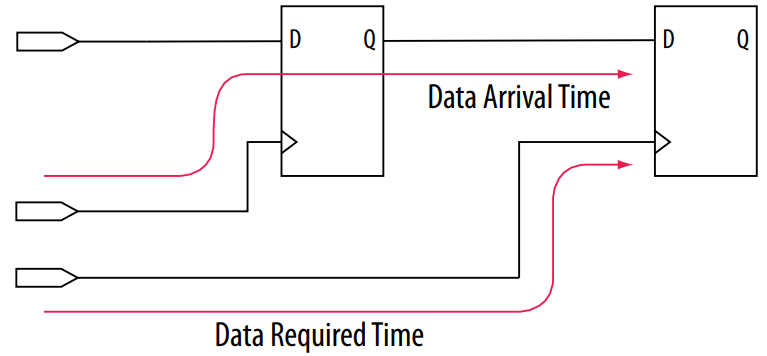 D Q
D Q
Data Arrival Time
Data Required Time